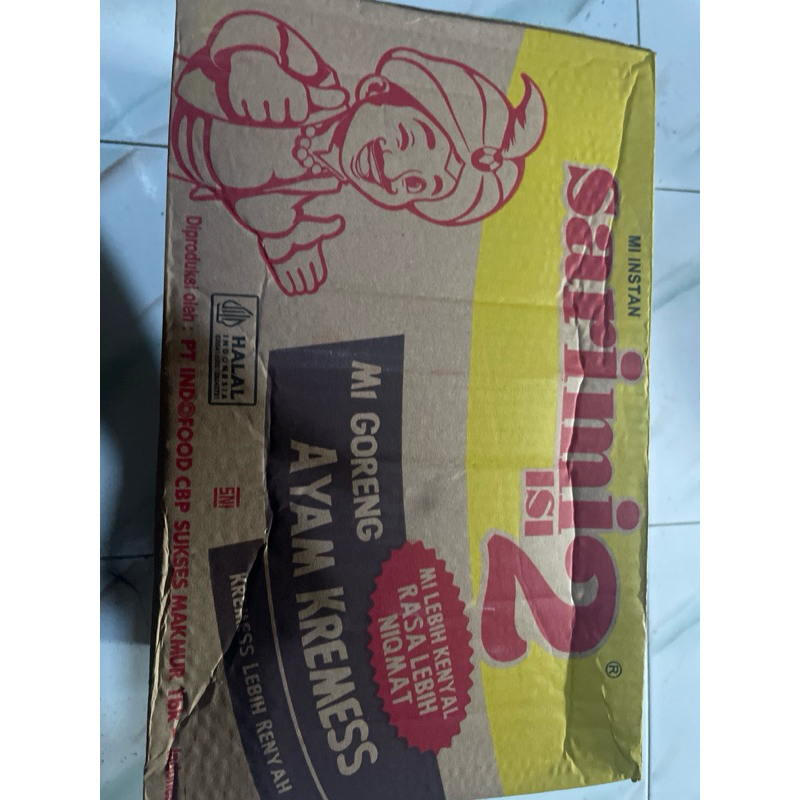 MI INSTAN
sarimi
ISI
2
®
MI LEBIH KENYAL
RASA LEBIH
NIQMAT
MI GORENG
AYAM KREMESS
KREMESS LEBIH RENYAH
HALAL
INDONESIA
SNI
Diproduksi oleh : PT INDOFOOD CBP SUKSES MAKMUR Tbk